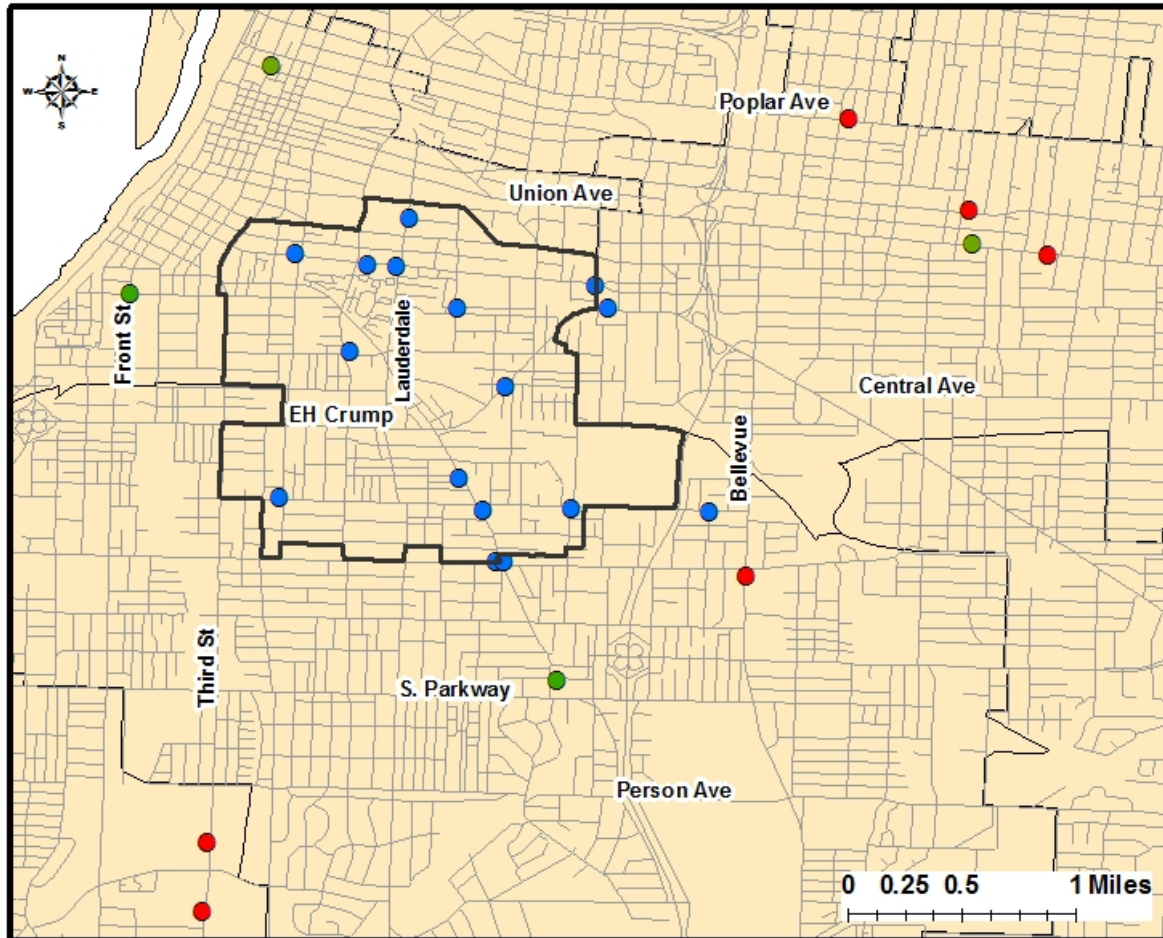 N
W E
S
Poplar Ave
Union Ave
Front St
Lauderdale
Central Ave
EH Crump
Bellevue
Third St
S. Parkway
Person Ave
0 0.25 0.5 1 Miles